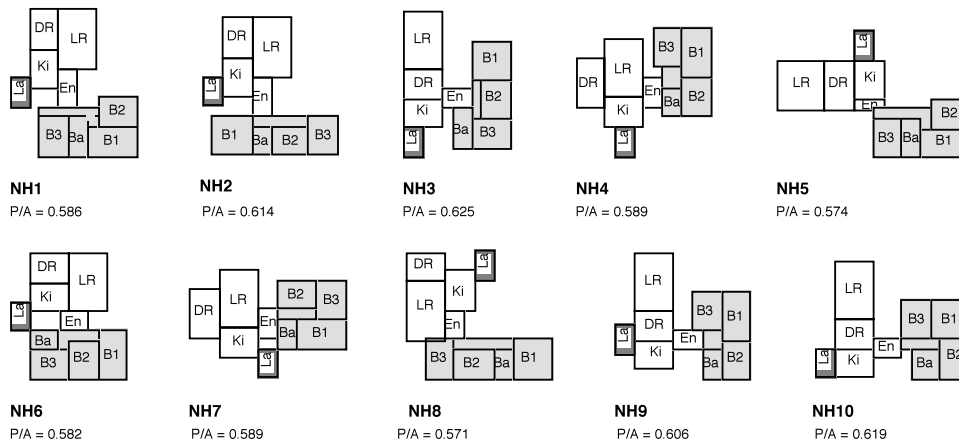 DR LR
Ki
La En
B2
B3 Ba B1
NH1
P/A = 0.586
DR LR
Ki
La En
B1 Ba B2 B3
NH2
P/A = 0.614
LR
B1
DR
En B2
Ki
Ba B3
La
NH3
P/A = 0.625
B3 B1
LR
DR
En
Ba B2
Ki
La
NH4
P/A = 0.589
La
LR DR Ki
En
B2
B3 Ba B1
NH5
P/A = 0.574
DR LR
Ki
La En
Ba B1
B3 B2
NH6
P/A = 0.582
B2 B3
LR
DR
En
Ba B1
Ki
La
NH7
P/A = 0.589
DR La
Ki
LR
En
B3 B2 Ba B1
NH8
P/A = 0.571
LR
B3 B1
DR
La En
Ki Ba B2
NH9
P/A = 0.606
LR
B3 B1
DR
En
La Ki Ba B2
NH10
P/A = 0.619